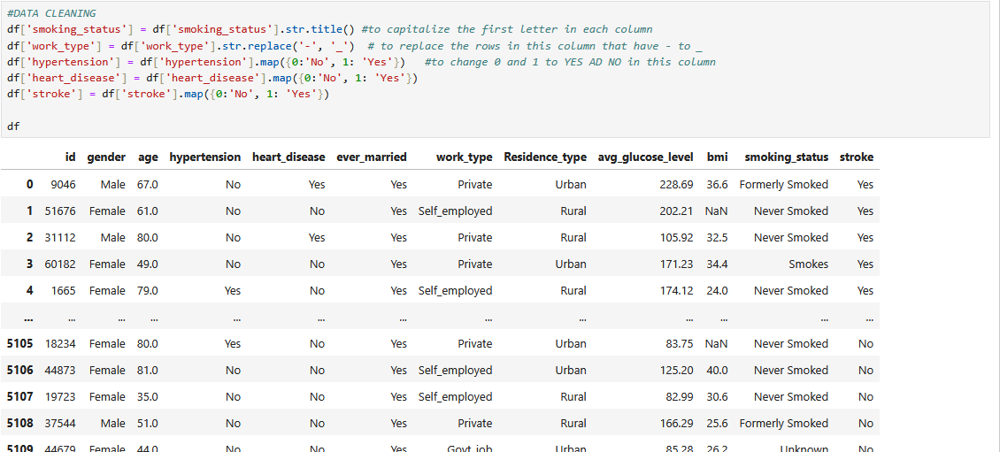 #DATA CLEANING
df['smoking_status'] = df['smoking_status'].str.title() #to capitalize the first letter in each column
df['work_type'] = df['work_type'].str.replace('-', '_')  # to replace the rows in this column that have - to _
df['hypertension'] = df['hypertension'].map({0:'No', 1: 'Yes'})   #to change 0 and 1 to YES AD NO in this column
df['heart_disease'] = df['heart_disease'].map({0:'No', 1: 'Yes'})
df['stroke'] = df['stroke'].map({0:'No', 1: 'Yes'})
df
id gender age hypertension heart_disease ever_married work_type Residence_type avg_glucose_level bmi smoking_status stroke
0 9046 Male 67.0 No Yes Yes Private Urban 228.69 36.6 Formerly Smoked Yes
1 51676 Female 61.0 No No Yes Self_employed Rural 202.21 NaN Never Smoked Yes
2 31112 Male 80.0 No Yes Yes Private Rural 105.92 32.5 Never Smoked Yes
3 60182 Female 49.0 No No Yes Private Urban 171.23 34.4 Smokes Yes
4 1665 Female 79.0 Yes No Yes Self_employed Rural 174.12 24.0 Never Smoked Yes
... ... ... ... ... ... ... ... ... ... ... ... ...
5105 18234 Female 80.0 Yes No Yes Private Urban 83.75 NaN Never Smoked No
5106 44873 Female 81.0 No No Yes Self_employed Urban 125.20 40.0 Never Smoked No
5107 19723 Female 35.0 No No Yes Self_employed Rural 82.99 30.6 Never Smoked No
5108 37544 Male 51.0 No No Yes Private Rural 166.29 25.6 Formerly Smoked No
5109 44679 Female 44.0 No No Yes Govt_job Urban 85.28 26.2 Unknown No